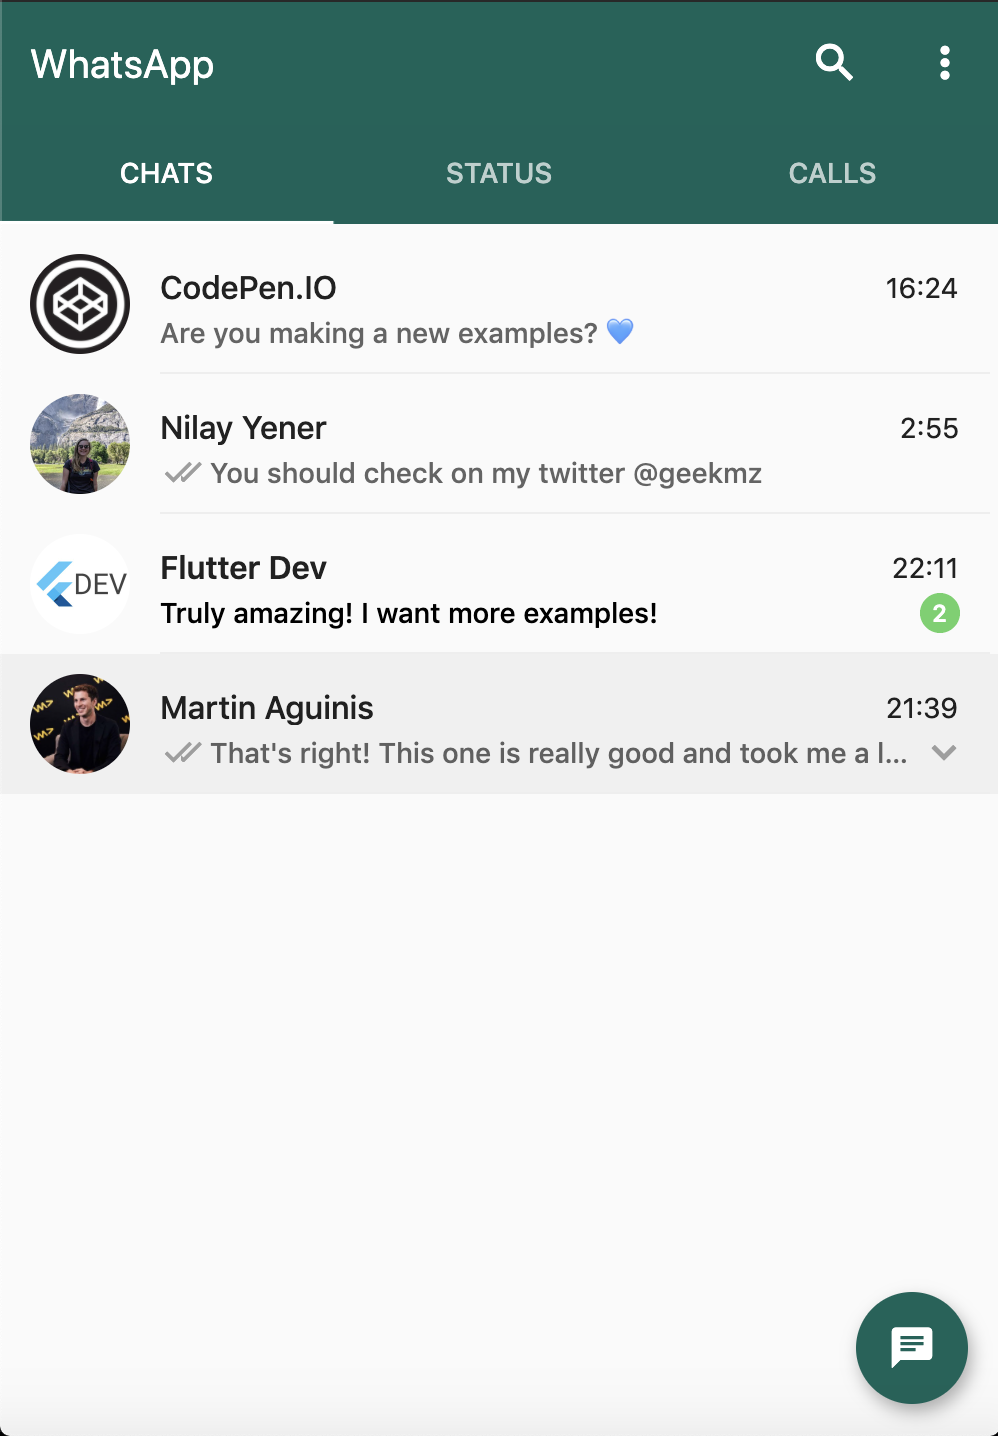 WhatsApp
CHATS STATUS CALLS
CodePen.IO 16:24
Are you making a new examples? 💙
Nilay Yener 2:55
You should check on my twitter @geekmz
DEV
Flutter Dev 22:11
Truly amazing! I want more examples! 2
Martin Aguinis 21:39
That's right! This one is really good and took me a l...